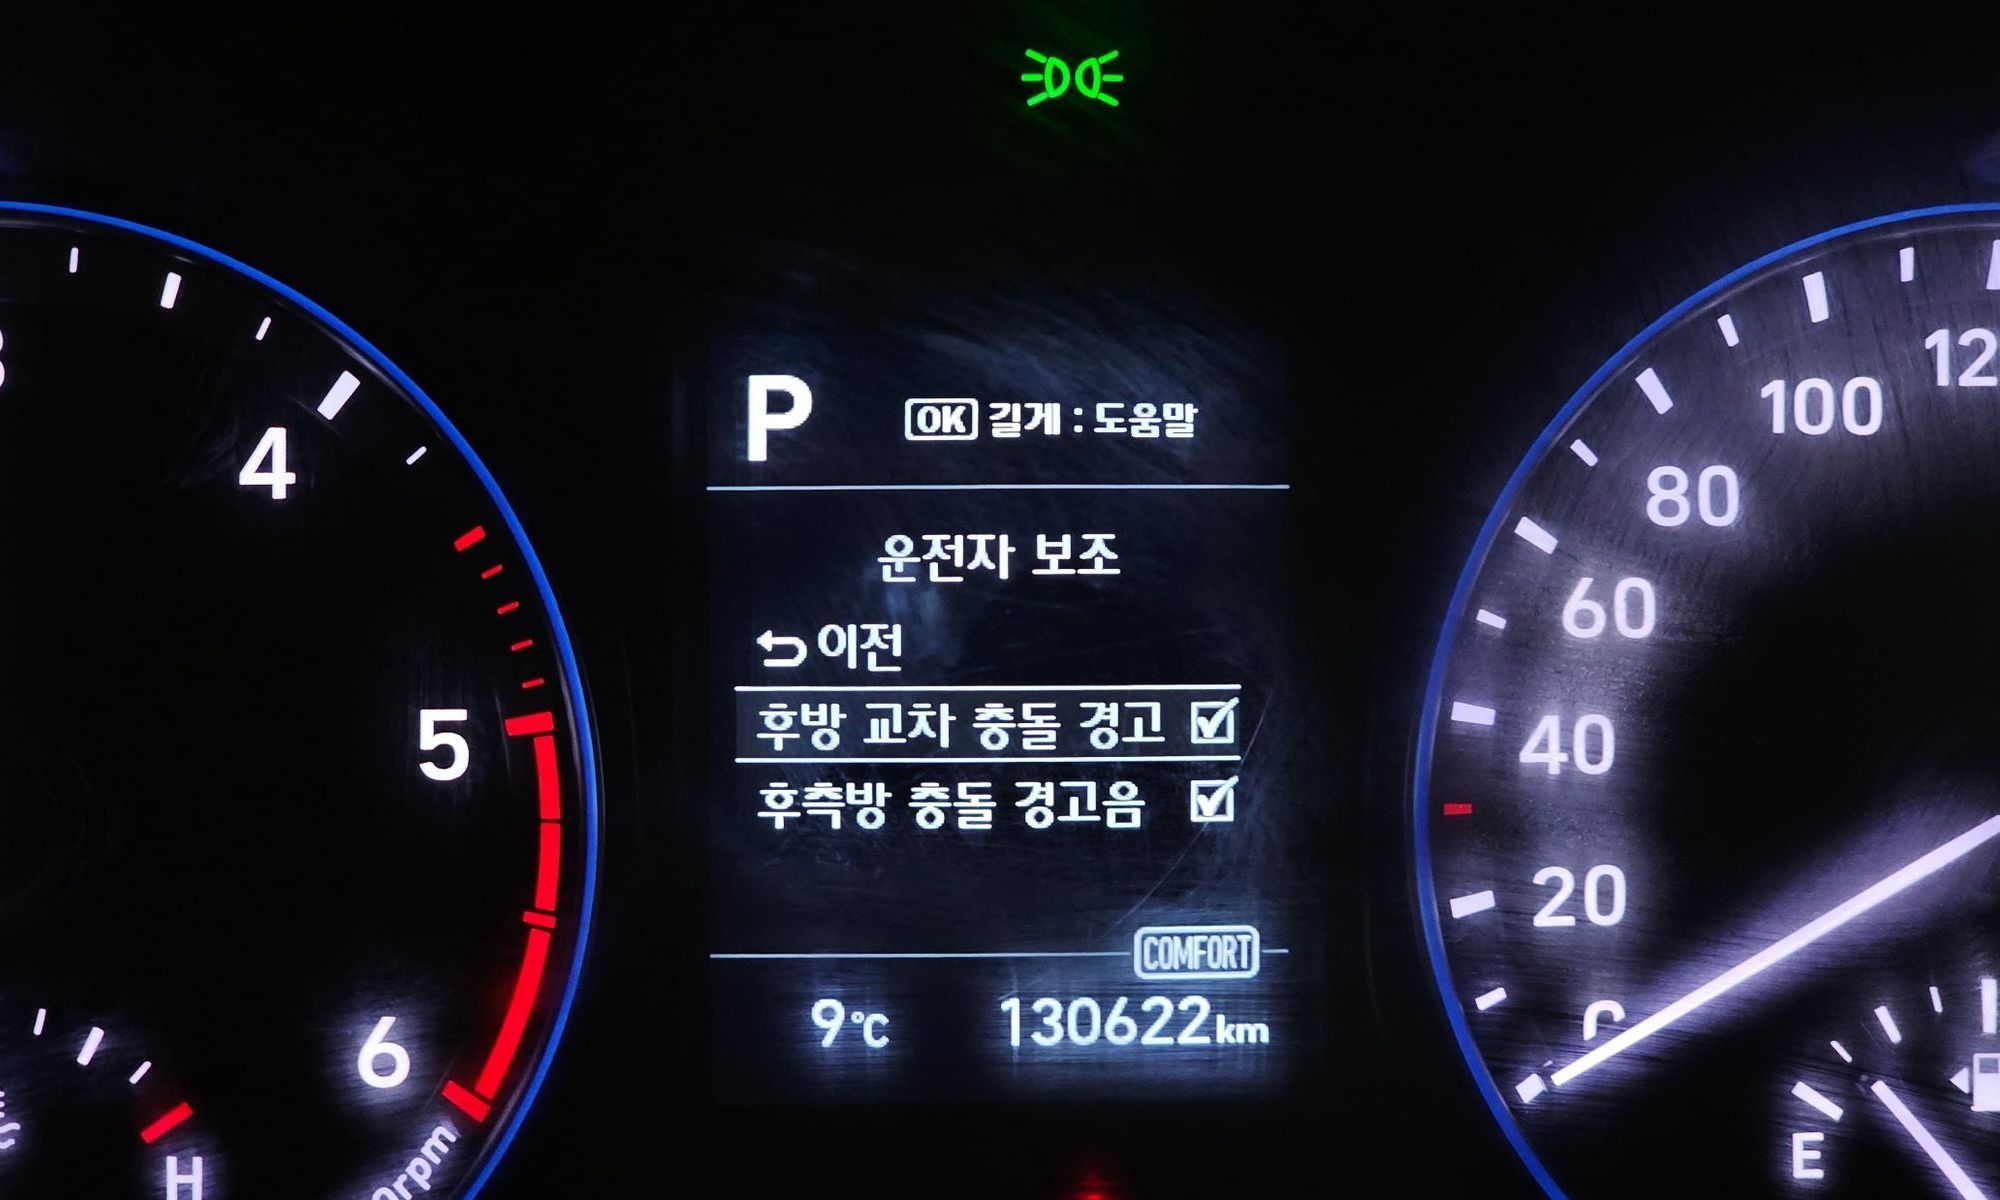 P
OK 길게 : 도움말
운전자 보조
이전
후방 교차 충돌 경고
후측방 충돌 경고음
COMFORT
9°C
130622km
4
5
6
H
100
80
60
40
20
E